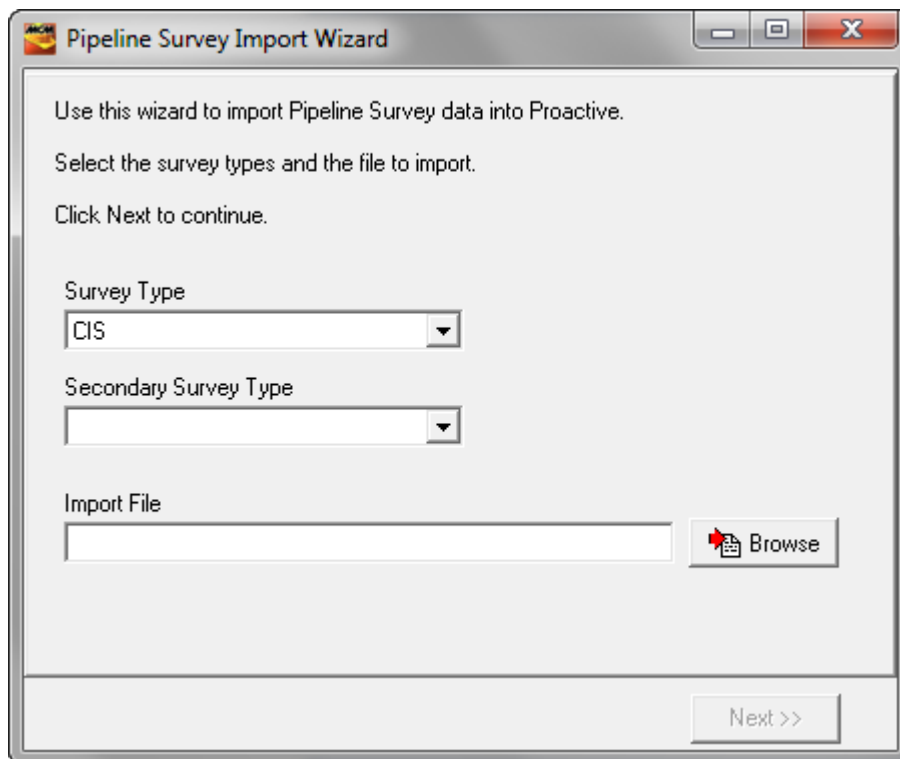 MCM
Pipeline Survey Import Wizard
Use this wizard to import Pipeline Survey data into Proactive.
Select the survey types and the file to import.
Click Next to continue.
Survey Type
CIS
Secondary Survey Type
Import File
Browse
Next >>